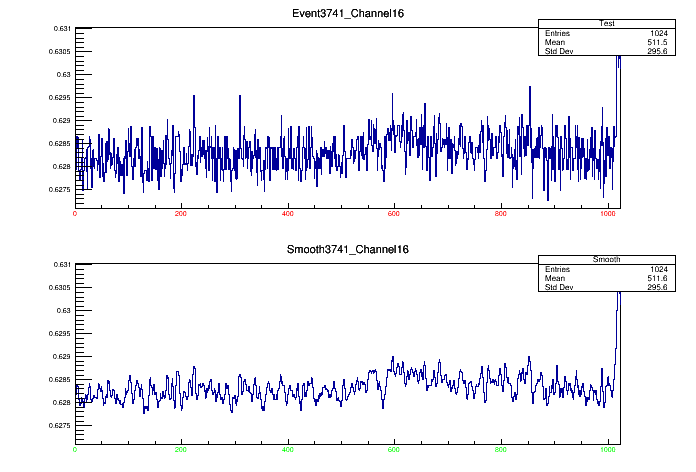 Event3741_Channel16
Test
Entries 1024
Mean 511.5
Std Dev 295.6
0.631
0.6305
0.63
0.6295
0.629
0.6285
0.628
0.6275
0 200 400 600 800 1000
Smooth3741_Channel16
Smooth
Entries 1024
Mean 511.6
Std Dev 295.6
0.631
0.6305
0.63
0.6295
0.629
0.6285
0.628
0.6275
0 200 400 600 800 1000